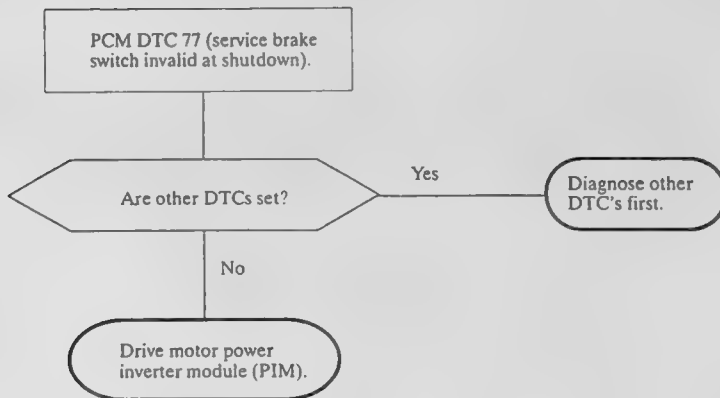 PCM DTC 77 (service brake
switch invalid at shutdown).
Are other DTCs set?
Yes
Diagnose other
DTC's first.
No
Drive motor power
inverter module (PIM).